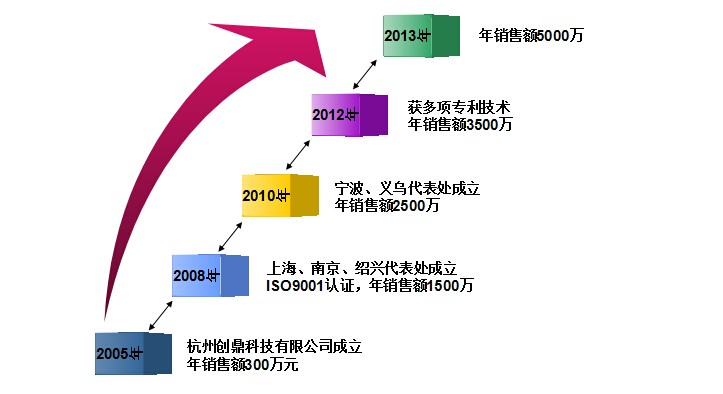 2013年
年销售额5000万
2012年
获多项专利技术
年销售额3500万
2010年
宁波、义乌代表处成立
年销售额2500万
2008年
上海、南京、绍兴代表处成立
ISO9001认证，年销售额1500万
2005年
杭州创鼎科技有限公司成立
年销售额300万元